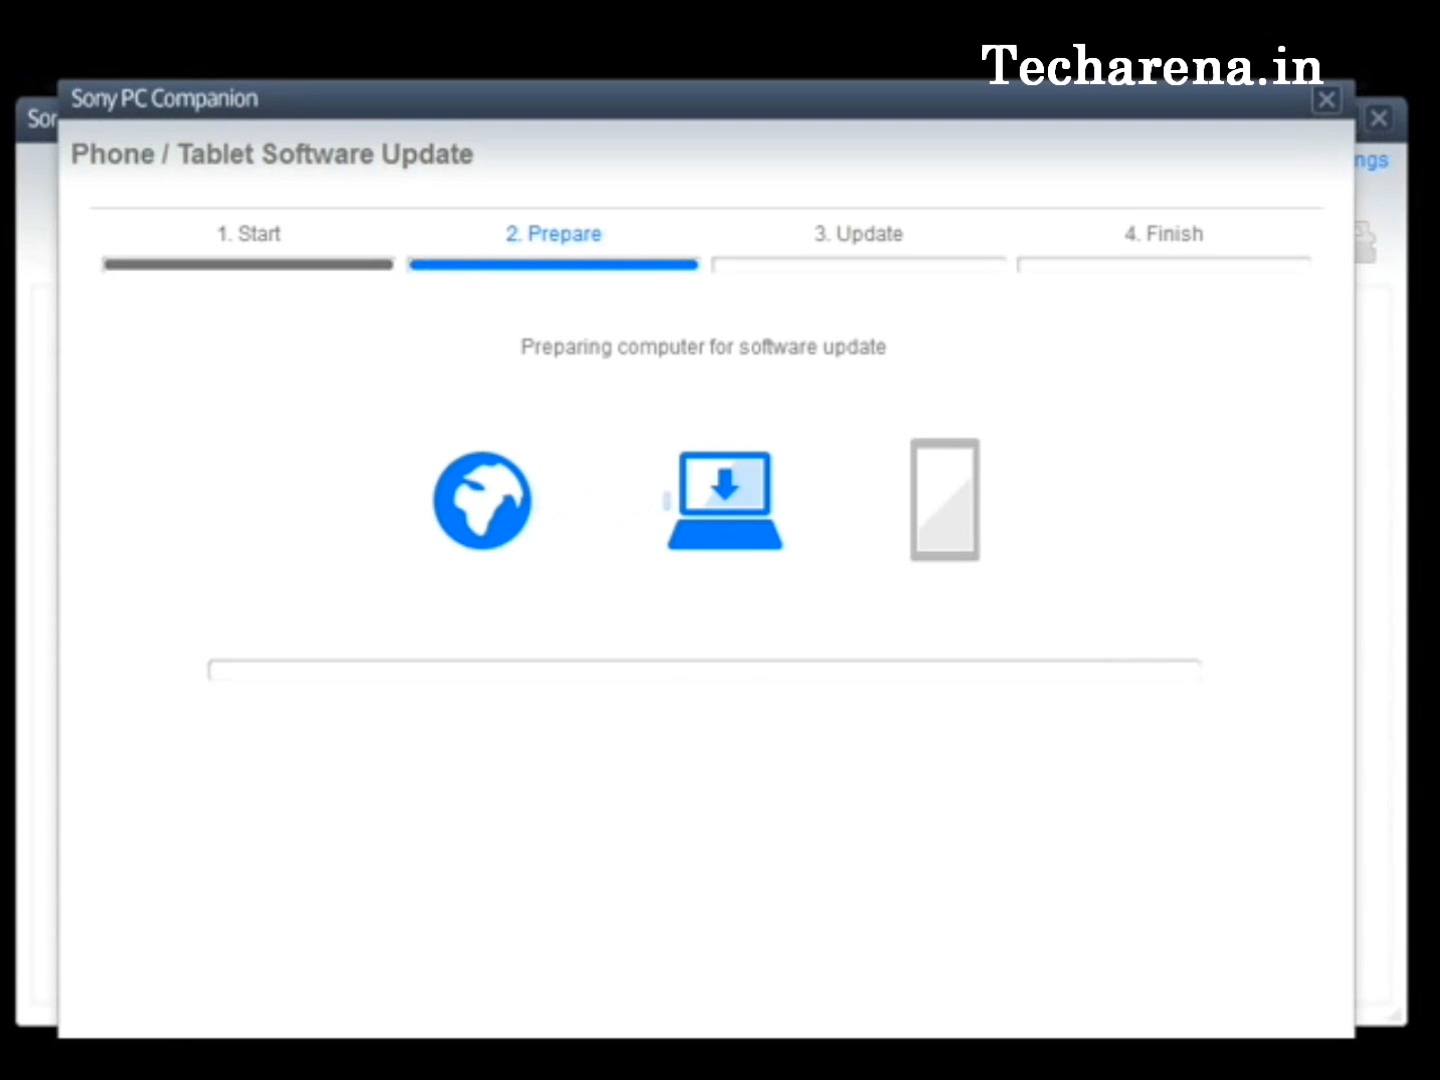 Techarena.in
Sony PC Companion
Phone / Tablet Software Update
1. Start
2. Prepare
3. Update
4. Finish
Preparing computer for software update